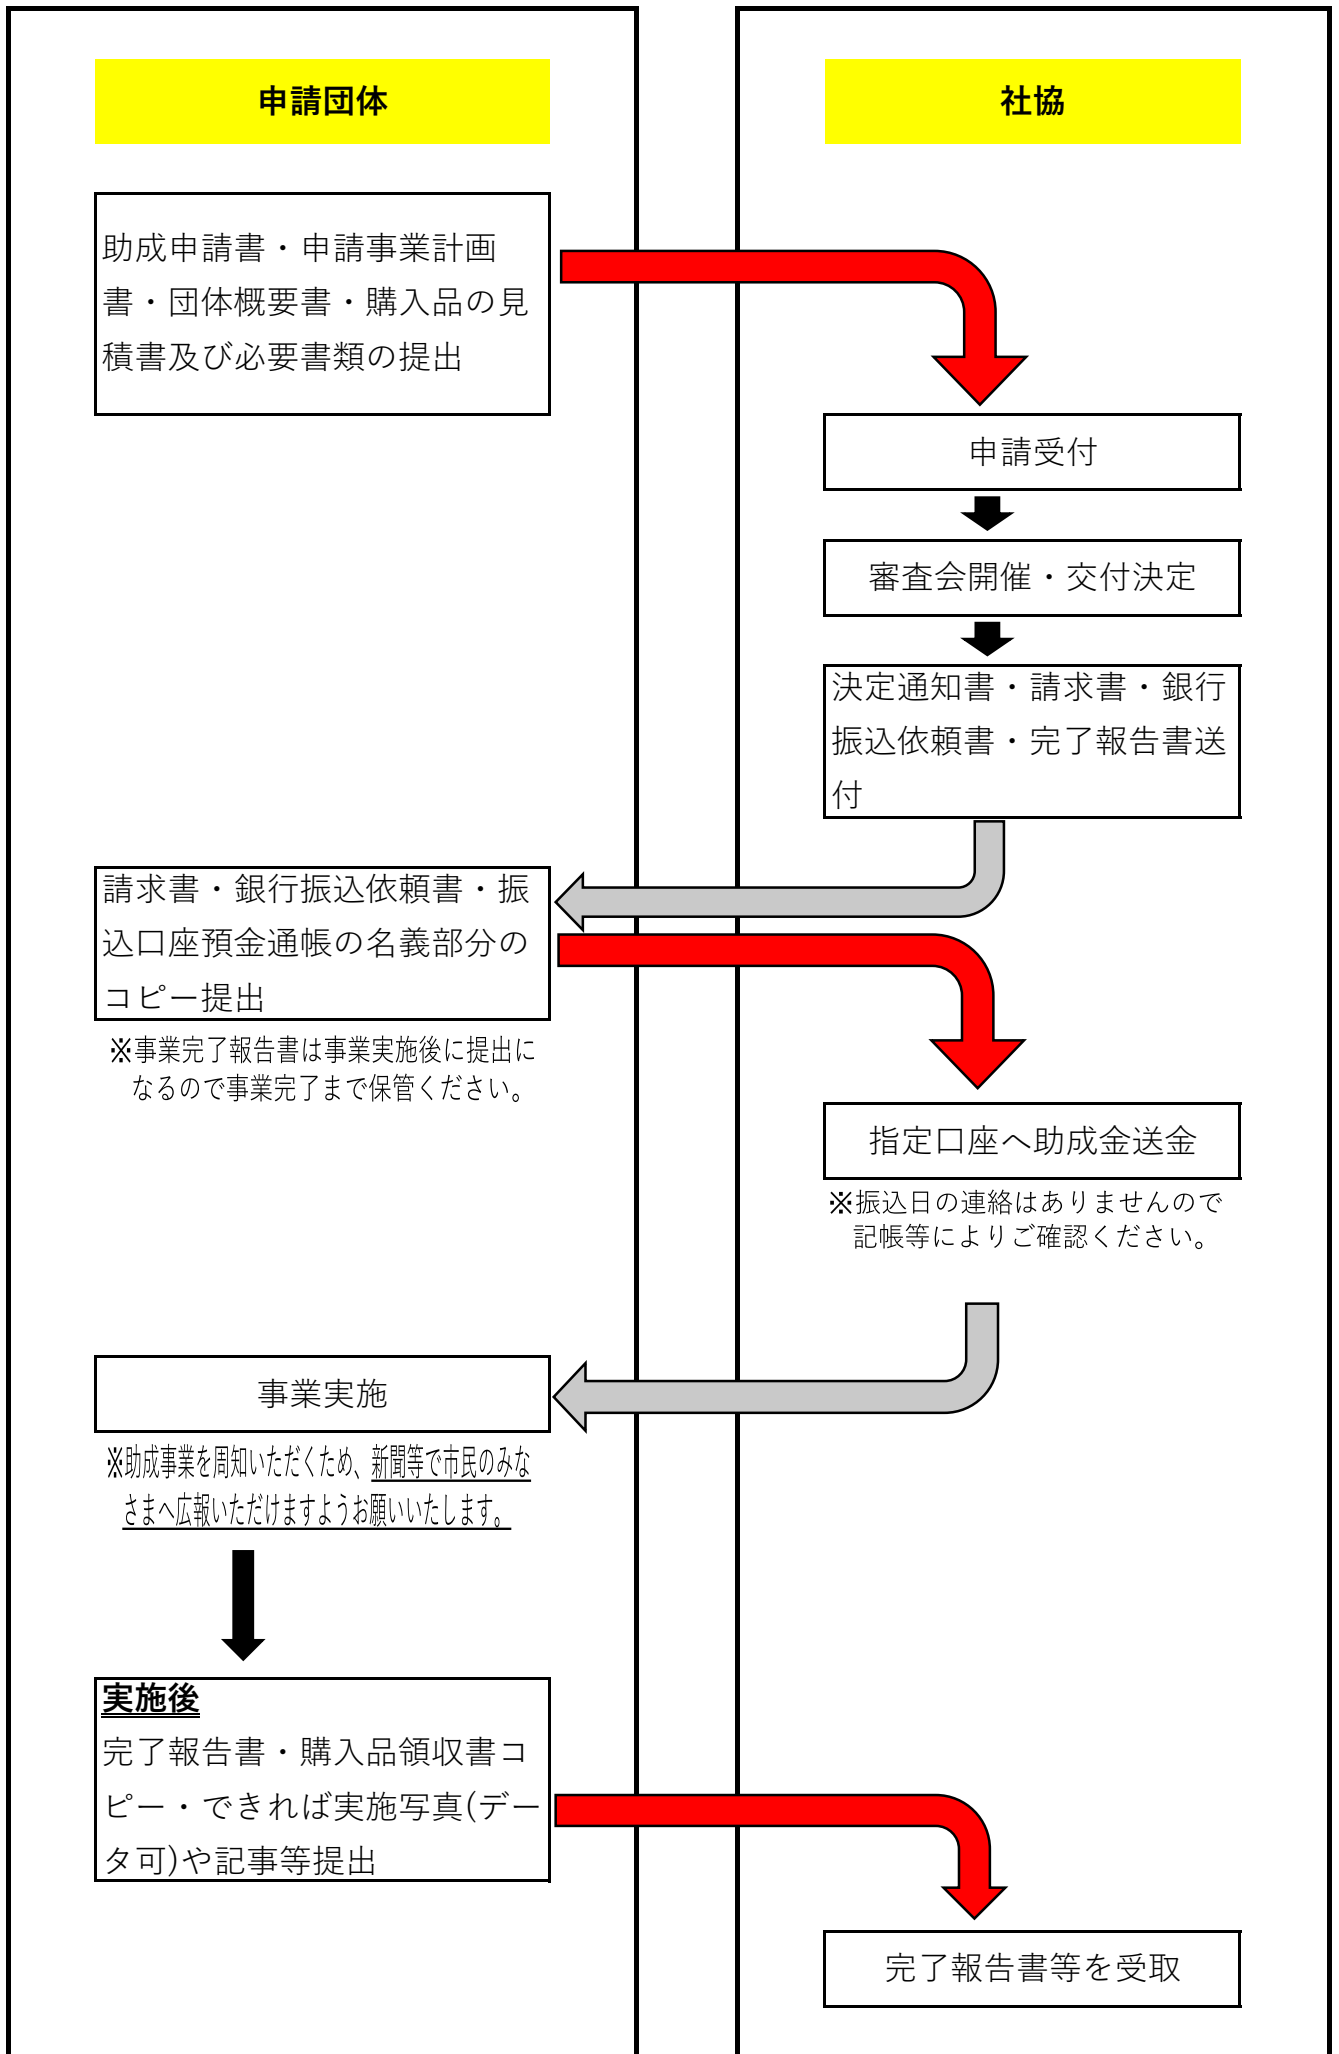 申請団体
社協
助成申請書・申請事業計画
書・団体概要書・購入品の見
積書及び必要書類の提出
申請受付
審査会開催・交付決定
決定通知書・請求書・銀行
振込依頼書・完了報告書送
付
請求書・銀行振込依頼書・振
込口座預金通帳の名義部分の
コピー提出
※事業完了報告書は事業実施後に提出に
なるので事業完了まで保管ください。
指定口座へ助成金送金
※振込日の連絡はありませんので
記帳等によりご確認ください。
事業実施
※助成事業を周知いただくため、新聞等で市民のみな
さまへ広報いただけますようお願いいたします。
実施後
完了報告書・購入品領収書コ
ピー・できれば実施写真(デー
タ可)や記事等提出
完了報告書等を受取